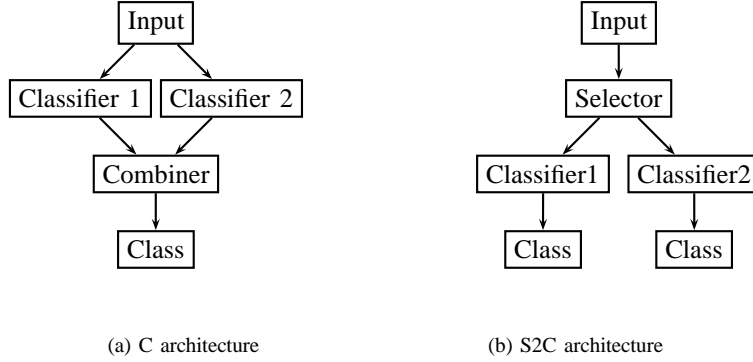 Input
Classifier 1
Classifier 2
Combiner
Class
(a) C architecture
Input
Selector
Classifier1
Classifier2
Class
Class
(b) S2C architecture